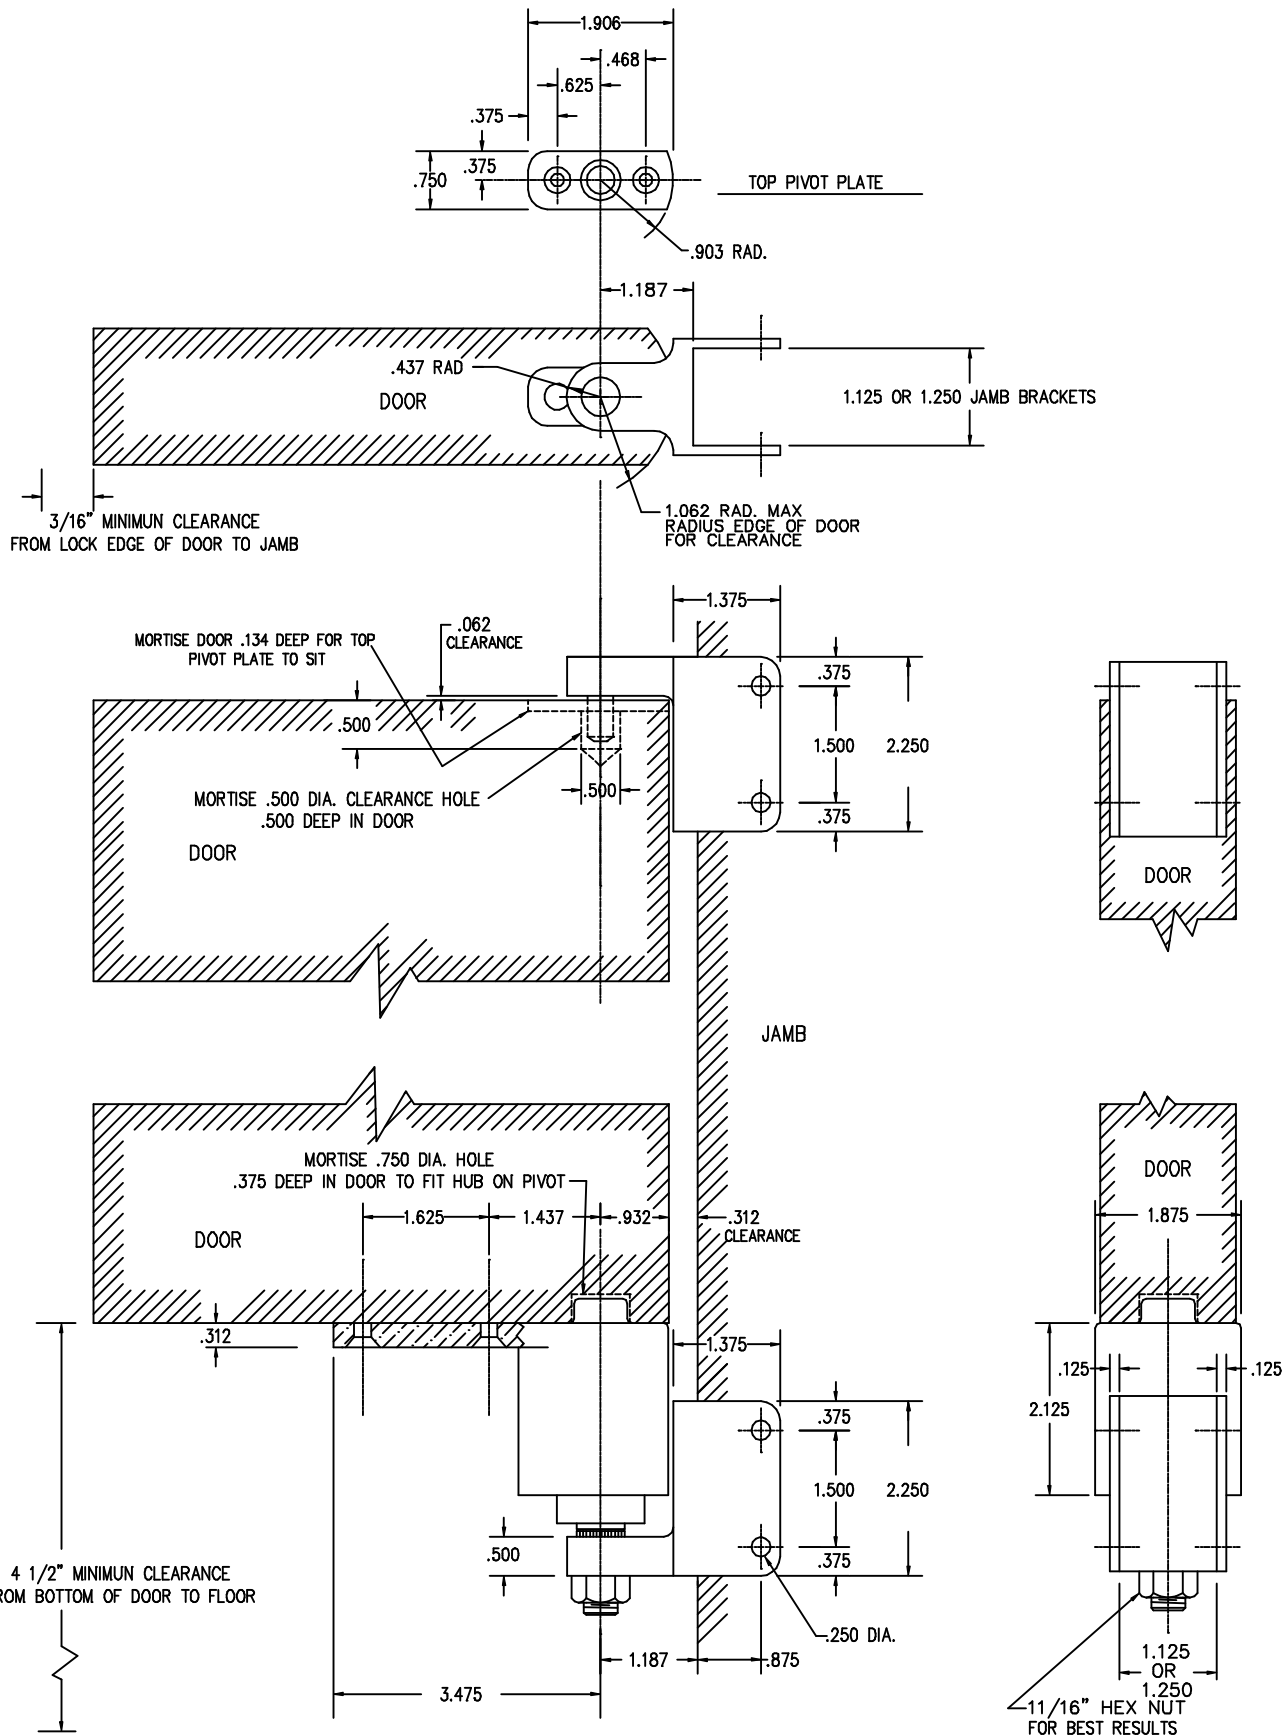 1.906
.468
.625
.375
.375
.750
TOP PIVOT PLATE
.903 RAD.
1.187
.437 RAD
DOOR
1.125 OR 1.250 JAMB BRACKETS
3/16" MINIMUN CLEARANCE
FROM LOCK EDGE OF DOOR TO JAMB
1.062 RAD. MAX
RADIUS EDGE OF DOOR
FOR CLEARANCE
1.375
.062
CLEARANCE
MORTISE DOOR .134 DEEP FOR TOP
PIVOT PLATE TO SIT
.375
.500
1.500
2.250
.500
MORTISE .500 DIA. CLEARANCE HOLE
.500 DEEP IN DOOR
.375
DOOR
DOOR
JAMB
MORTISE .750 DIA. HOLE
.375 DEEP IN DOOR TO FIT HUB ON PIVOT
DOOR
1.625
1.437
.932
.312
CLEARANCE
1.875
DOOR
.312
1.375
.125
.125
.375
2.125
1.500
2.250
.500
.375
4 1/2" MINIMUN CLEARANCE
ROM BOTTOM OF DOOR TO FLOOR
.250 DIA.
1.187
.875
1.125
OR
1.250
3.475
11/16" HEX NUT
FOR BEST RESULTS